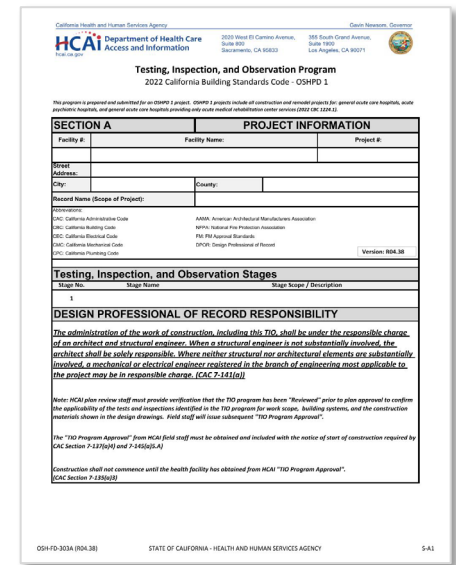 California Health and Human Services Agency
Gavin Newsom, Governor
HCAi
hcai.ca.gov
Department of Health Care
Access and Information
2020 West El Camino Avenue,
Suite 800
Sacramento, CA 95833
355 South Grand Avenue,
Suite 1900
Los Angeles, CA 90071
Testing, Inspection, and Observation Program
2022 California Building Standards Code - OSHPD 1
This program is prepared and submitted for an OSHPD 1 project. OSHPD 1 projects include all construction and remodel projects for: general acute care hospitals, acute
psychiatric hospitals, and general acute care hospitals providing only acute medical rehabilitation center services (2022 CBC 1224.1).
SECTION A
PROJECT INFORMATION
Facility #:
Facility Name:
Project #:
Street
Address:
City:
County:
Record Name (Scope of Project):
Abbreviations:
CAC: California Administrative Code
AAMA: American Architectural Manufacturers Association
CBC: California Building Code
NFPA: National Fire Protection Association
CEC: California Electrical Code
FM: FM Approval Standards
CMC: California Mechanical Code
DPOR: Design Professional of Record
CPC: California Plumbing Code
Version: R04.38
Testing, Inspection, and Observation Stages
Stage No.
Stage Name
Stage Scope / Description
1
DESIGN PROFESSIONAL OF RECORD RESPONSIBILITY
The administration of the work of construction, including this TIO, shall be under the responsible charge
of an architect and structural engineer. When a structural engineer is not substantially involved, the
architect shall be solely responsible. Where neither structural nor architectural elements are substantially
involved, a mechanical or electrical engineer registered in the branch of engineering most applicable to
the project may be in responsible charge. (CAC 7-141(a))
Note: HCAI plan review staff must provide verification that the TIO program has been "Reviewed" prior to plan approval to confirm
the applicability of the tests and inspections identified in the TIO program for work scope, building systems, and the construction
materials shown in the design drawings. Field staff will issue subsequent "TIO Program Approval".
The "TIO Program Approval" from HCAI field staff must be obtained and included with the notice of start of construction required by
CAC Section 7-137(a)(4) and 7-145(a)5.A)
Construction shall not commence until the health facility has obtained from HCAI "TIO Program Approval".
(CAC Section 7-135(a)3)
OSH-FD-303A (R04.38)
STATE OF CALIFORNIA - HEALTH AND HUMAN SERVICES AGENCY
S-A1